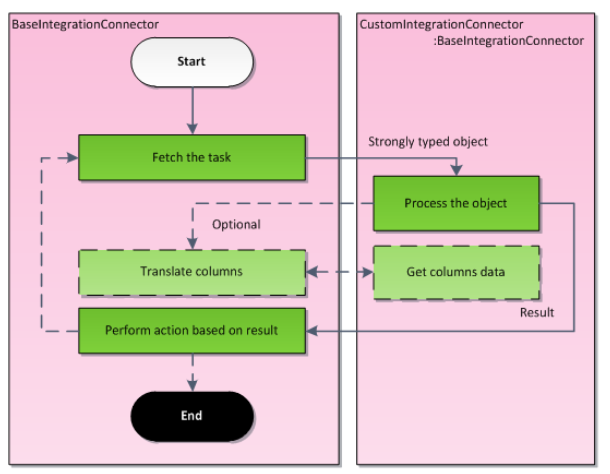 BaseIntegrationConnector
Start
Fetch the task
Optional
Translate columns
Perform action based on result
End
CustomIntegrationConnector
:BaseIntegrationConnector
Strongly typed object
Process the object
Get columns data
Result